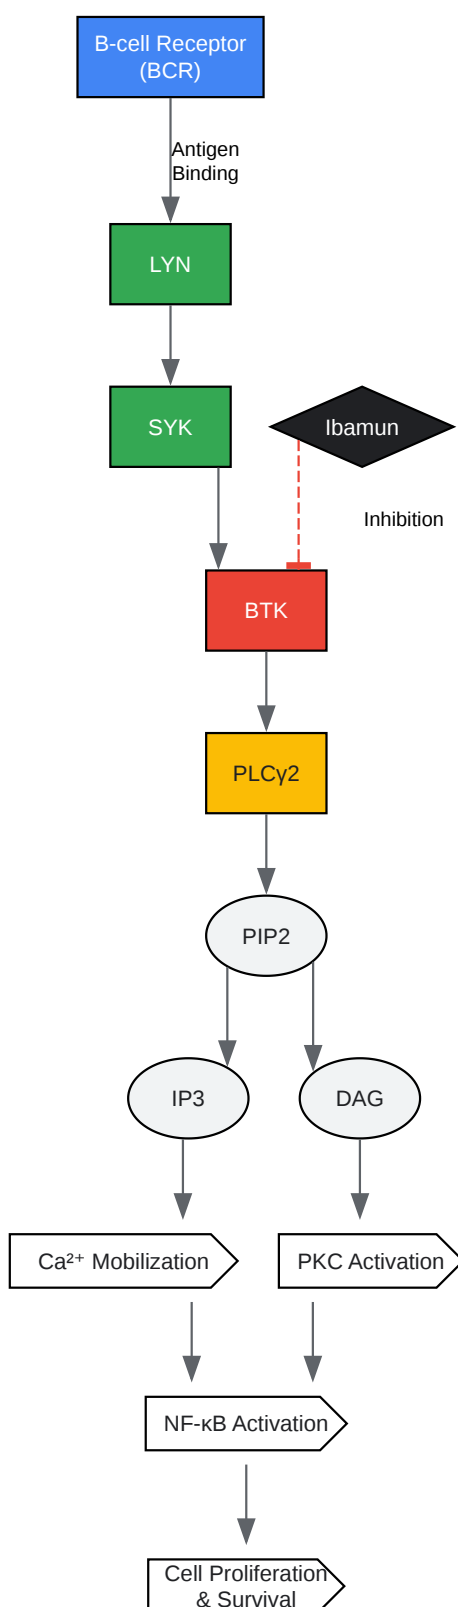 B-cell Receptor
(BCR)
Antigen
Binding
LYN
SYK
Ibamun
Inhibition
BTK
PLCγ2
PIP2
IP3
DAG
Ca²⁺ Mobilization
PKC Activation
NF-κB Activation
Cell Proliferation
& Survival